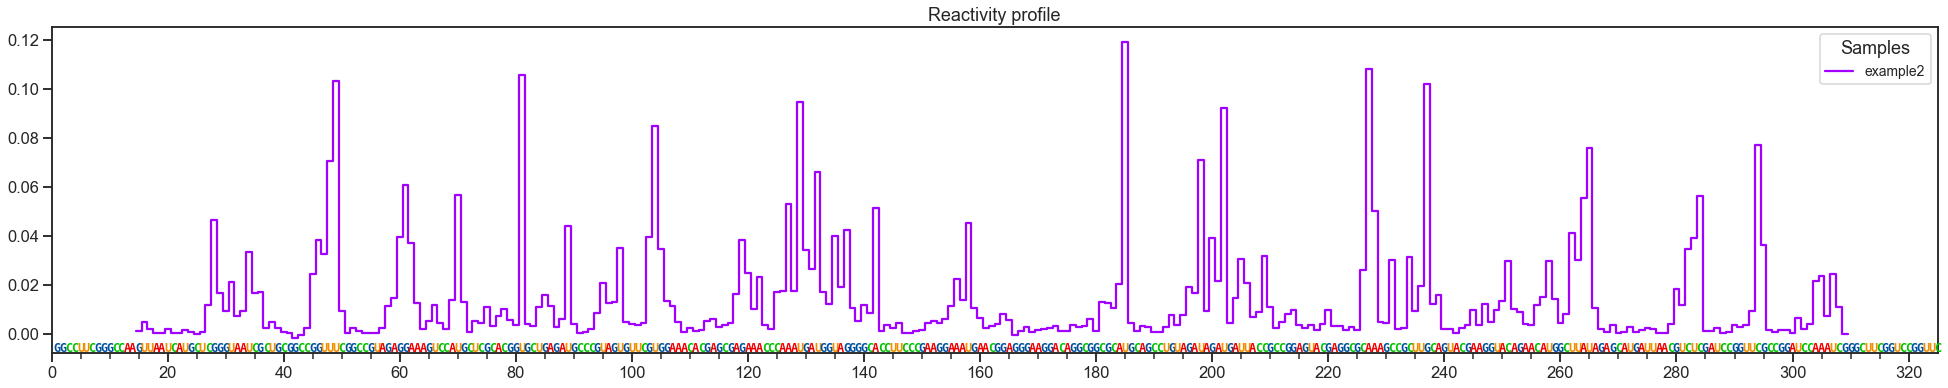 Reactivity profile
0.12
0.10
0.08
0.06
0.04
0.02
0.00
Samples
example2
GGCCUUCGGGCCAAGUUAAUCAUGCUCGGGUAAUCGCUGCGGCCGGUUUCGGCCGUAGAGGAAAGUCCAUGCUCGCACGGUGCUGAGAUGCCCGUAGUGUUCGUGGAAACACGAGCGAGAAACCCAAAUGAUGGUAGGGGCACCUUCCCGAAGGAAAUGAACGGAGGGAAGGACAGGCGGCGCAUGCAGCCUGUAGAUAGAUGAUUACCGCCGGAGUACGAGGCGCAAAGCCGCUUGCAGUACGAAGGUACAGAACAUGGCUUAUAGAGCAUGAUUAACGUCUCGAUCCGGUUCGCCGGAUCCAAAUCGGGCUUCGGUCCGGUUC
0 20 40 60 80 100 120 140 160 180 200 220 240 260 280 300 320